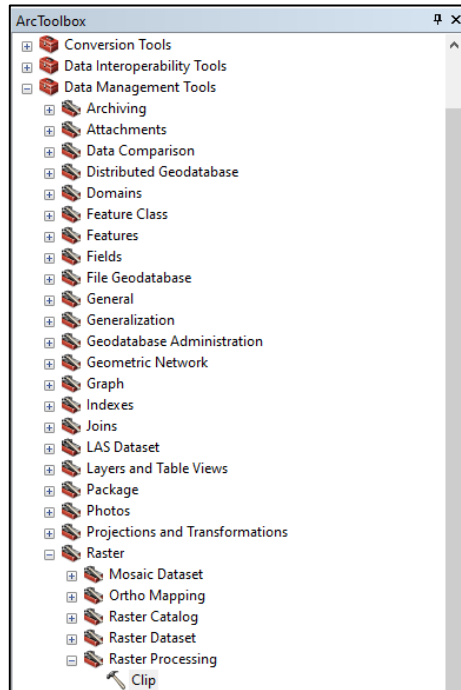 ArcToolbox
Conversion Tools
Data Interoperability Tools
Data Management Tools
Archiving
Attachments
Data Comparison
Distributed Geodatabase
Domains
Feature Class
Features
Fields
File Geodatabase
General
Generalization
Geodatabase Administration
Geometric Network
Graph
Indexes
Joins
LAS Dataset
Layers and Table Views
Package
Photos
Projections and Transformations
Raster
Mosaic Dataset
Ortho Mapping
Raster Catalog
Raster Dataset
Raster Processing
Clip